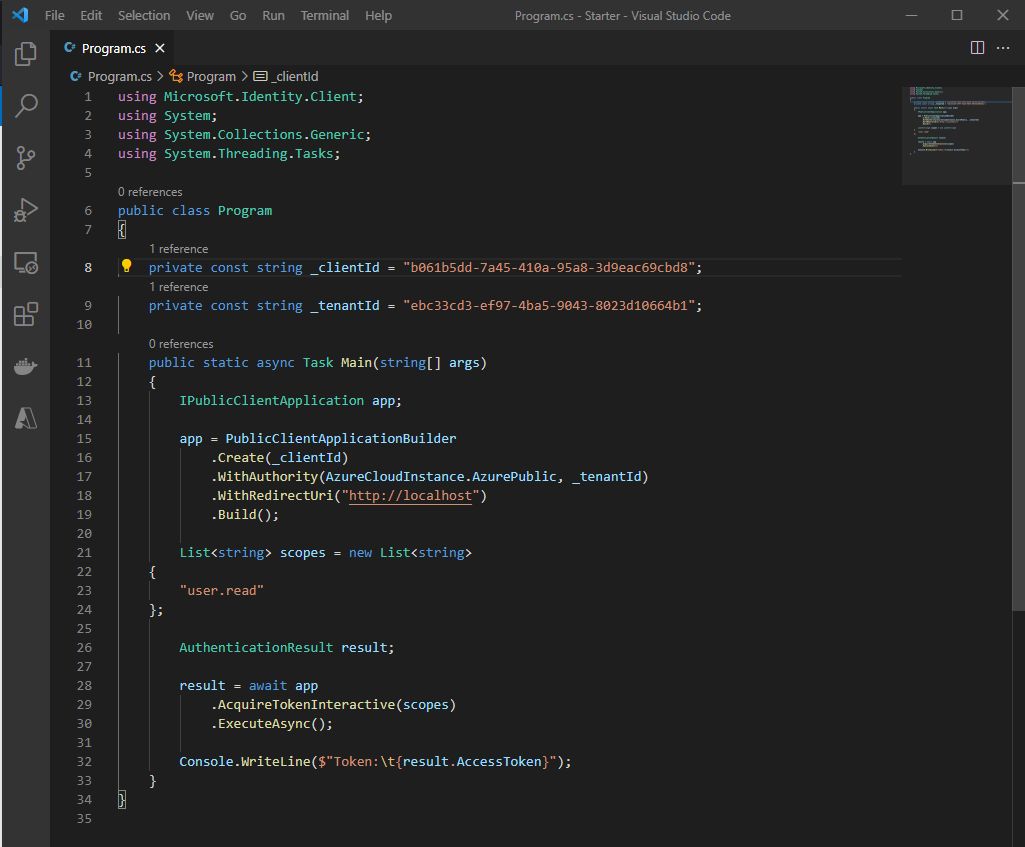 File Edit Selection View Go Run Terminal Help Program.cs - Starter - Visual Studio Code
C# Program.cs
C# Program.cs > Program > _clientId
1 using Microsoft.Identity.Client;
2 using System;
3 using System.Collections.Generic;
4 using System.Threading.Tasks;
5
0 references
6 public class Program
7 {
1 reference
8 private const string _clientId = "b061b5dd-7a45-410a-95a8-3d9eac69cbd8";
1 reference
9 private const string _tenantId = "ebc33cd3-ef97-4ba5-9043-8023d10664b1";
10
0 references
11 public static async Task Main(string[] args)
12 {
13 IPublicClientApplication app;
14
15 app = PublicClientApplicationBuilder
16 .Create(_clientId)
17 .WithAuthority(AzureCloudInstance.AzurePublic, _tenantId)
18 .WithRedirectUri("http://localhost")
19 .Build();
20
21 List<string> scopes = new List<string>
22 {
23 "user.read"
24 };
25
26 AuthenticationResult result;
27
28 result = await app
29 .AcquireTokenInteractive(scopes)
30 .ExecuteAsync();
31
32 Console.WriteLine($"Token:\t{result.AccessToken}");
33 }
34 }
35